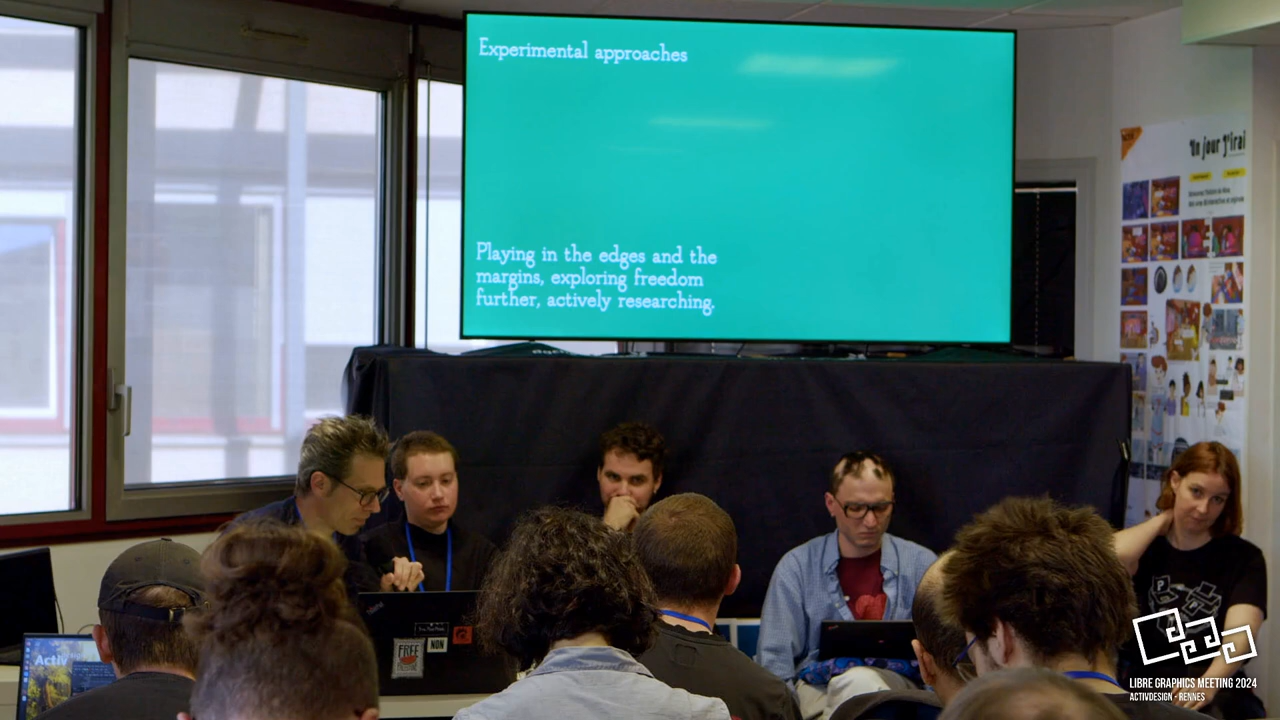 Experimental approaches
Playing in the edges and the
margins, exploring freedom
further, actively researching.
Un jour J'irai
FREE
NON
Activ
LIBRE GRAPHICS MEETING 2024
ACTIVDESIGN - RENNES